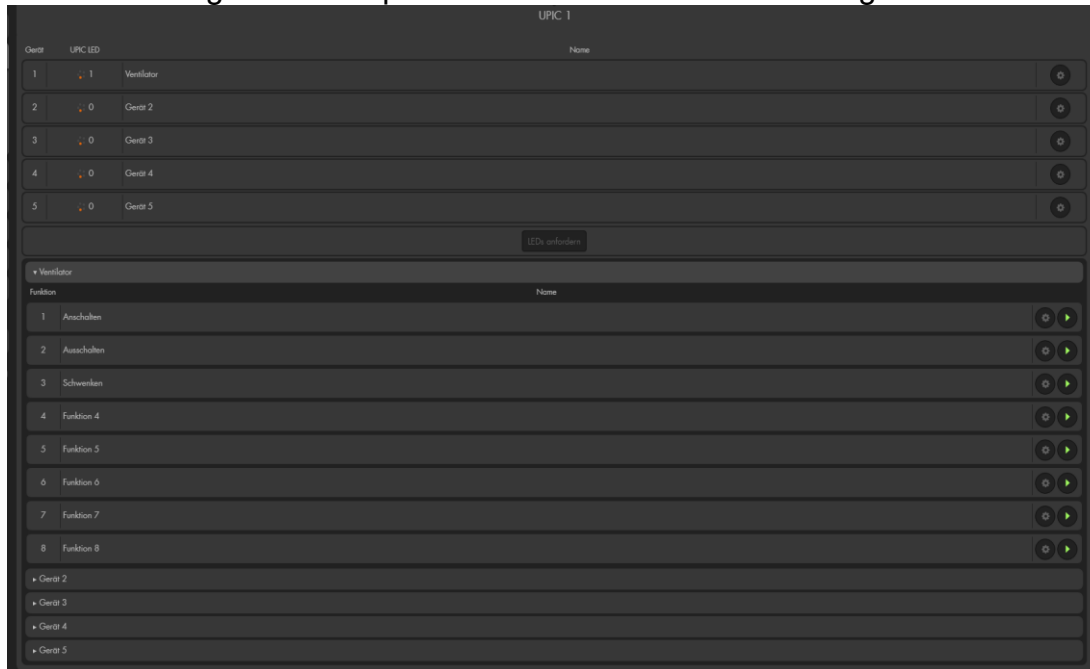 UPIC 1
Gerät UPIC LED Name
1 1 Ventilator
2 0 Gerät 2
3 0 Gerät 3
4 0 Gerät 4
5 0 Gerät 5
LEDs anfordern
▾ Ventilator
Funktion Name
1 Anschalten
2 Ausschalten
3 Schwenken
4 Funktion 4
5 Funktion 5
6 Funktion 6
7 Funktion 7
8 Funktion 8
▸ Gerät 2
▸ Gerät 3
▸ Gerät 4
▸ Gerät 5